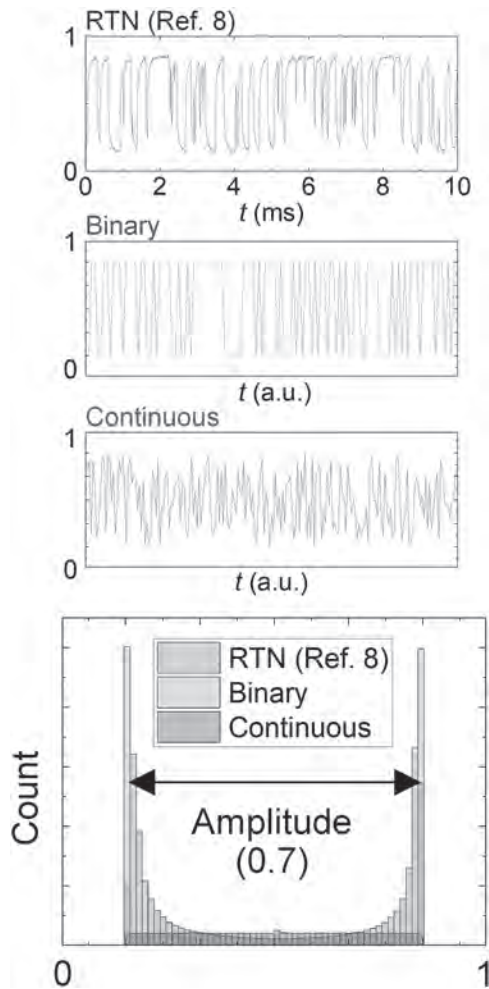 RTN (Ref. 8)
1
0
0 2 4 6 8 10
t (ms)
Binary
1
0
t (a.u.)
Continuous
1
0
t (a.u.)
RTN (Ref. 8)
Binary
Continuous
Count
Amplitude
(0.7)
0 1